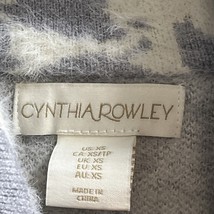 CYNTHIA ROWLEY
US: XS
CA: XS/TP
UK: XS
EU: XS
AU: XS
MADE IN
CHINA